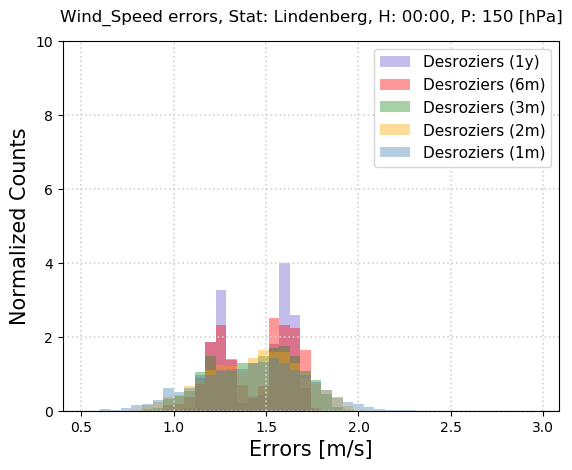 Wind_Speed errors, Stat: Lindenberg, H: 00:00, P: 150 [hPa]
10
8
6
4
2
0
Normalized Counts
Desroziers (1y)
Desroziers (6m)
Desroziers (3m)
Desroziers (2m)
Desroziers (1m)
0.5 1.0 1.5 2.0 2.5 3.0
Errors [m/s]